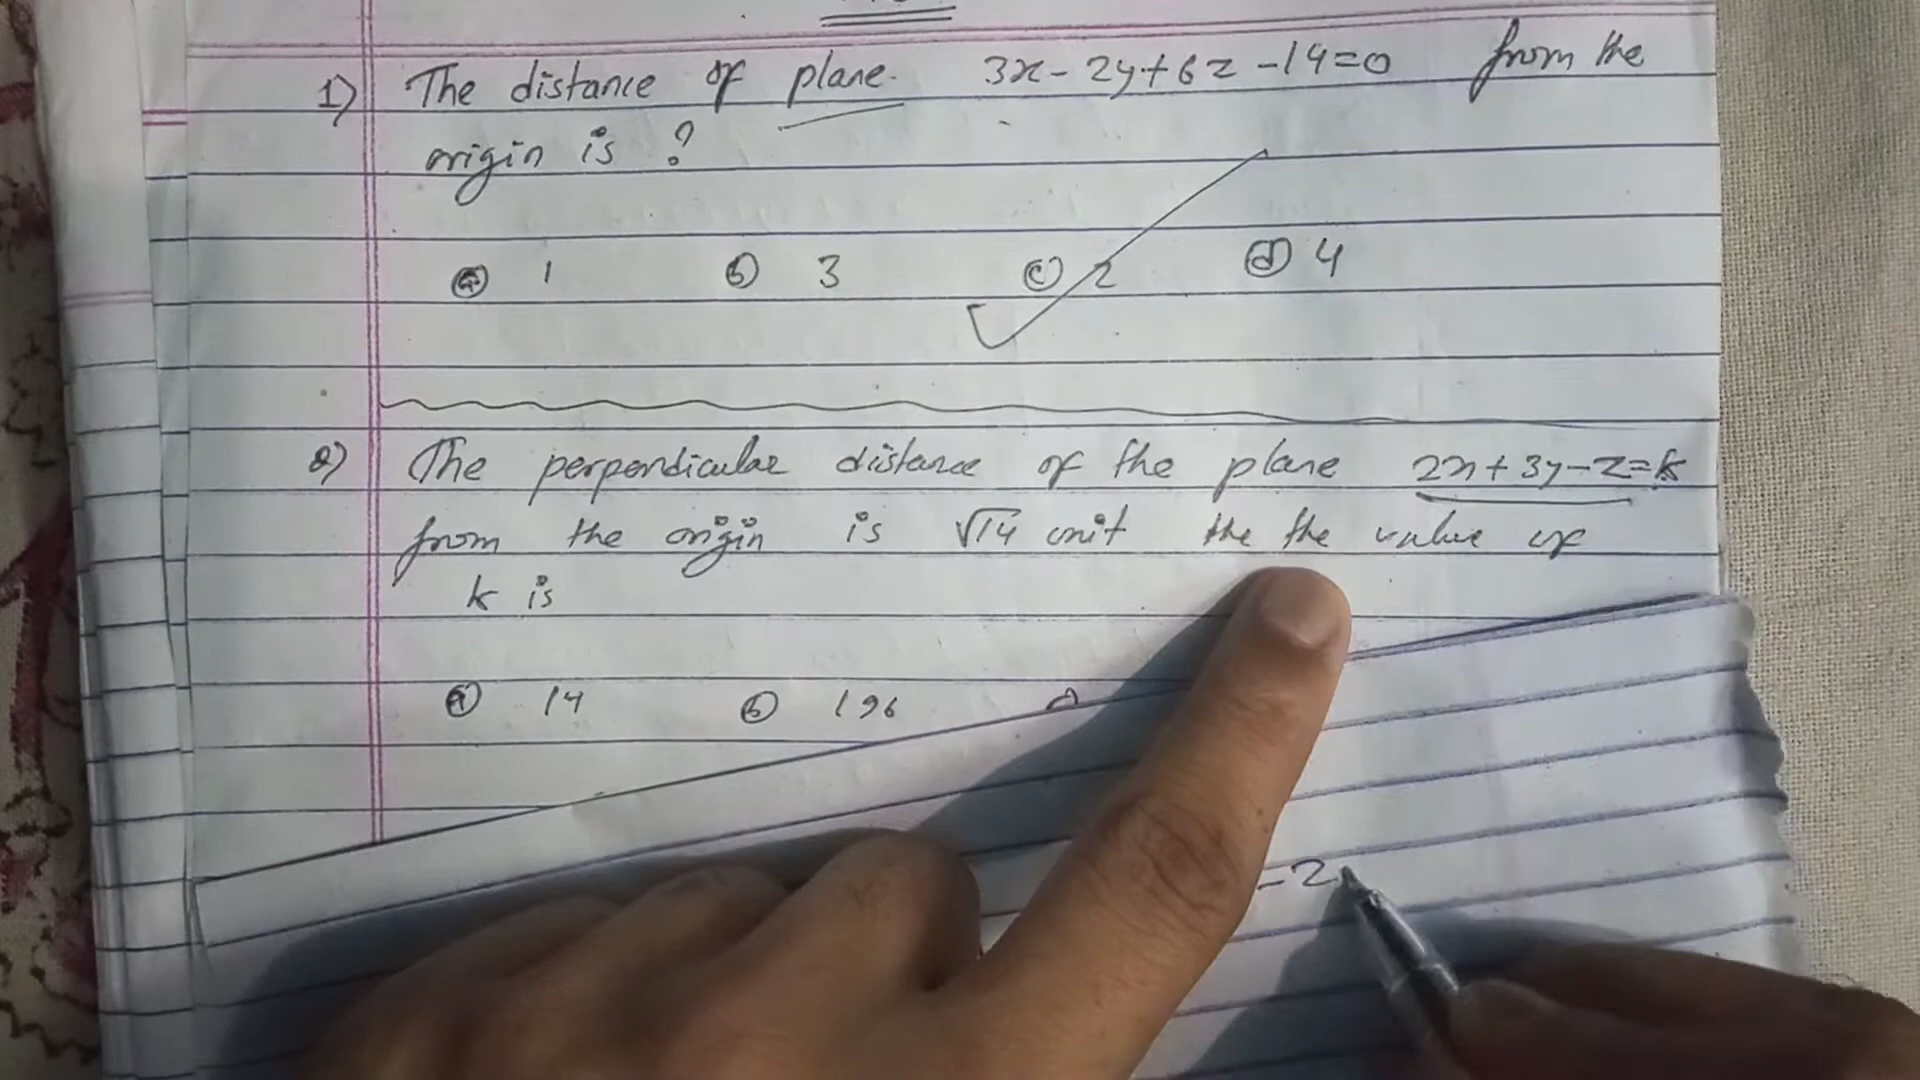 1) The distance of plane. 3x-2y+6z-14=0 from the
origin is ?
(a) 1 (b) 3 (c) 2 (d) 4
2) The perpendicular distance of the plane 2x+3y-z=k
from the origin is √14 unit the the value of
k is
(a) 14 (b) 196
-z